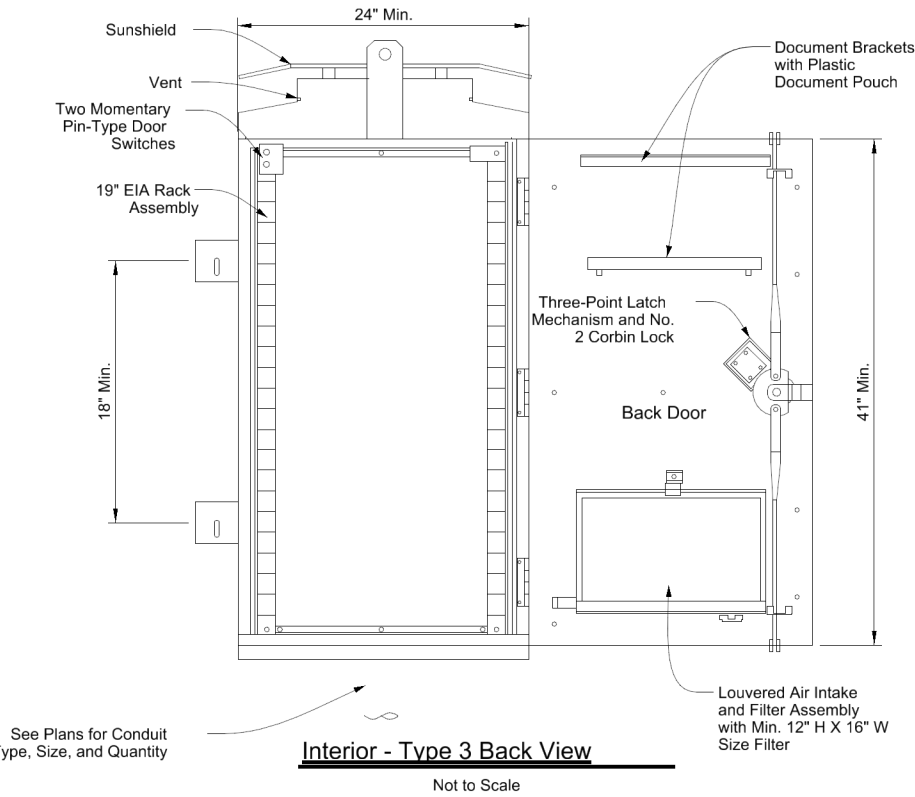 24" Min.
Sunshield
Vent
Two Momentary
Pin-Type Door
Switches
19" EIA Rack
Assembly
18" Min.
Document Brackets
with Plastic
Document Pouch
Three-Point Latch
Mechanism and No.
2 Corbin Lock
Back Door
41" Min.
Louvered Air Intake
and Filter Assembly
with Min. 12" H X 16" W
Size Filter
See Plans for Conduit
ype, Size, and Quantity
Interior - Type 3 Back View
Not to Scale